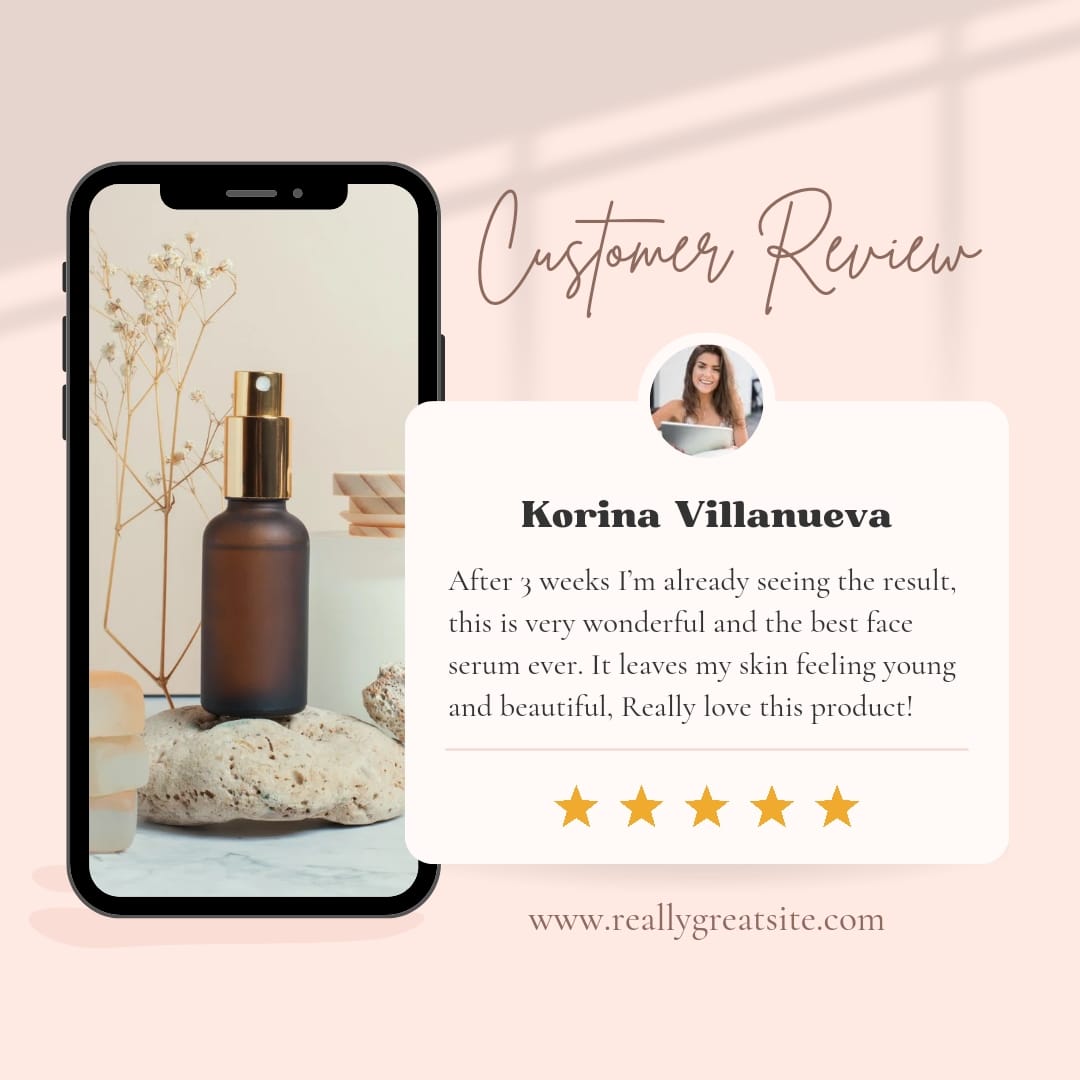 Customer Review
Korina Villanueva
After 3 weeks I’m already seeing the result,
this is very wonderful and the best face
serum ever. It leaves my skin feeling young
and beautiful, Really love this product!
www.reallygreatsite.com